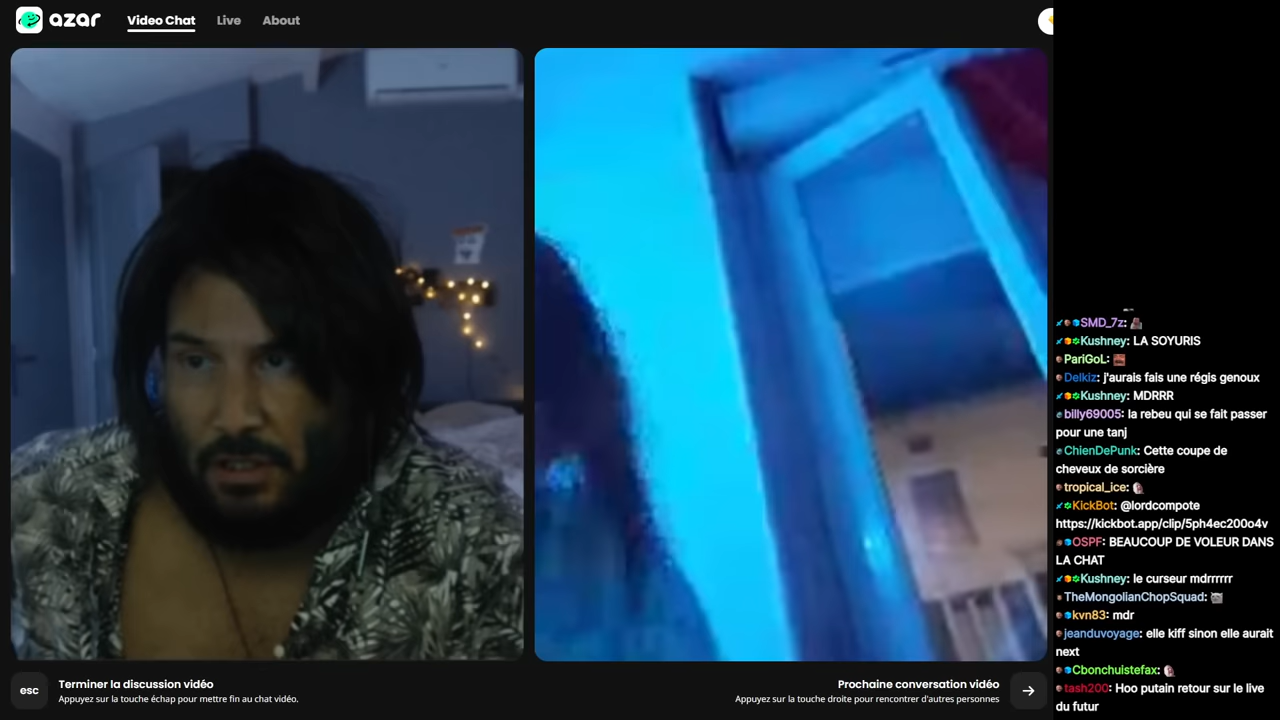 azar
Video Chat
Live
About
SMD_7z:
Kushney: LA SOYURIS
PariGoL:
Delkiz: j'aurais fais une régis genoux
Kushney: MDRRR
billy69005: la rebeu qui se fait passer
pour une tanj
ChienDePunk: Cette coupe de
cheveux de sorcière
tropical_ice:
KickBot: @lordcompote
https://kickbot.app/clip/5ph4ec200o4v
OSPF: BEAUCOUP DE VOLEUR DANS
LA CHAT
Kushney: le curseur mdrrrrrr
TheMongolianChopSquad:
kvn83: mdr
jeanduvoyage: elle kiff sinon elle aurait
next
Cbonchuistefax:
tash200: Hoo putain retour sur le live
du futur
esc
Terminer la discussion vidéo
Appuyez sur la touche échap pour mettre fin au chat vidéo.
Prochaine conversation vidéo
Appuyez sur la touche droite pour rencontrer d'autres personnes